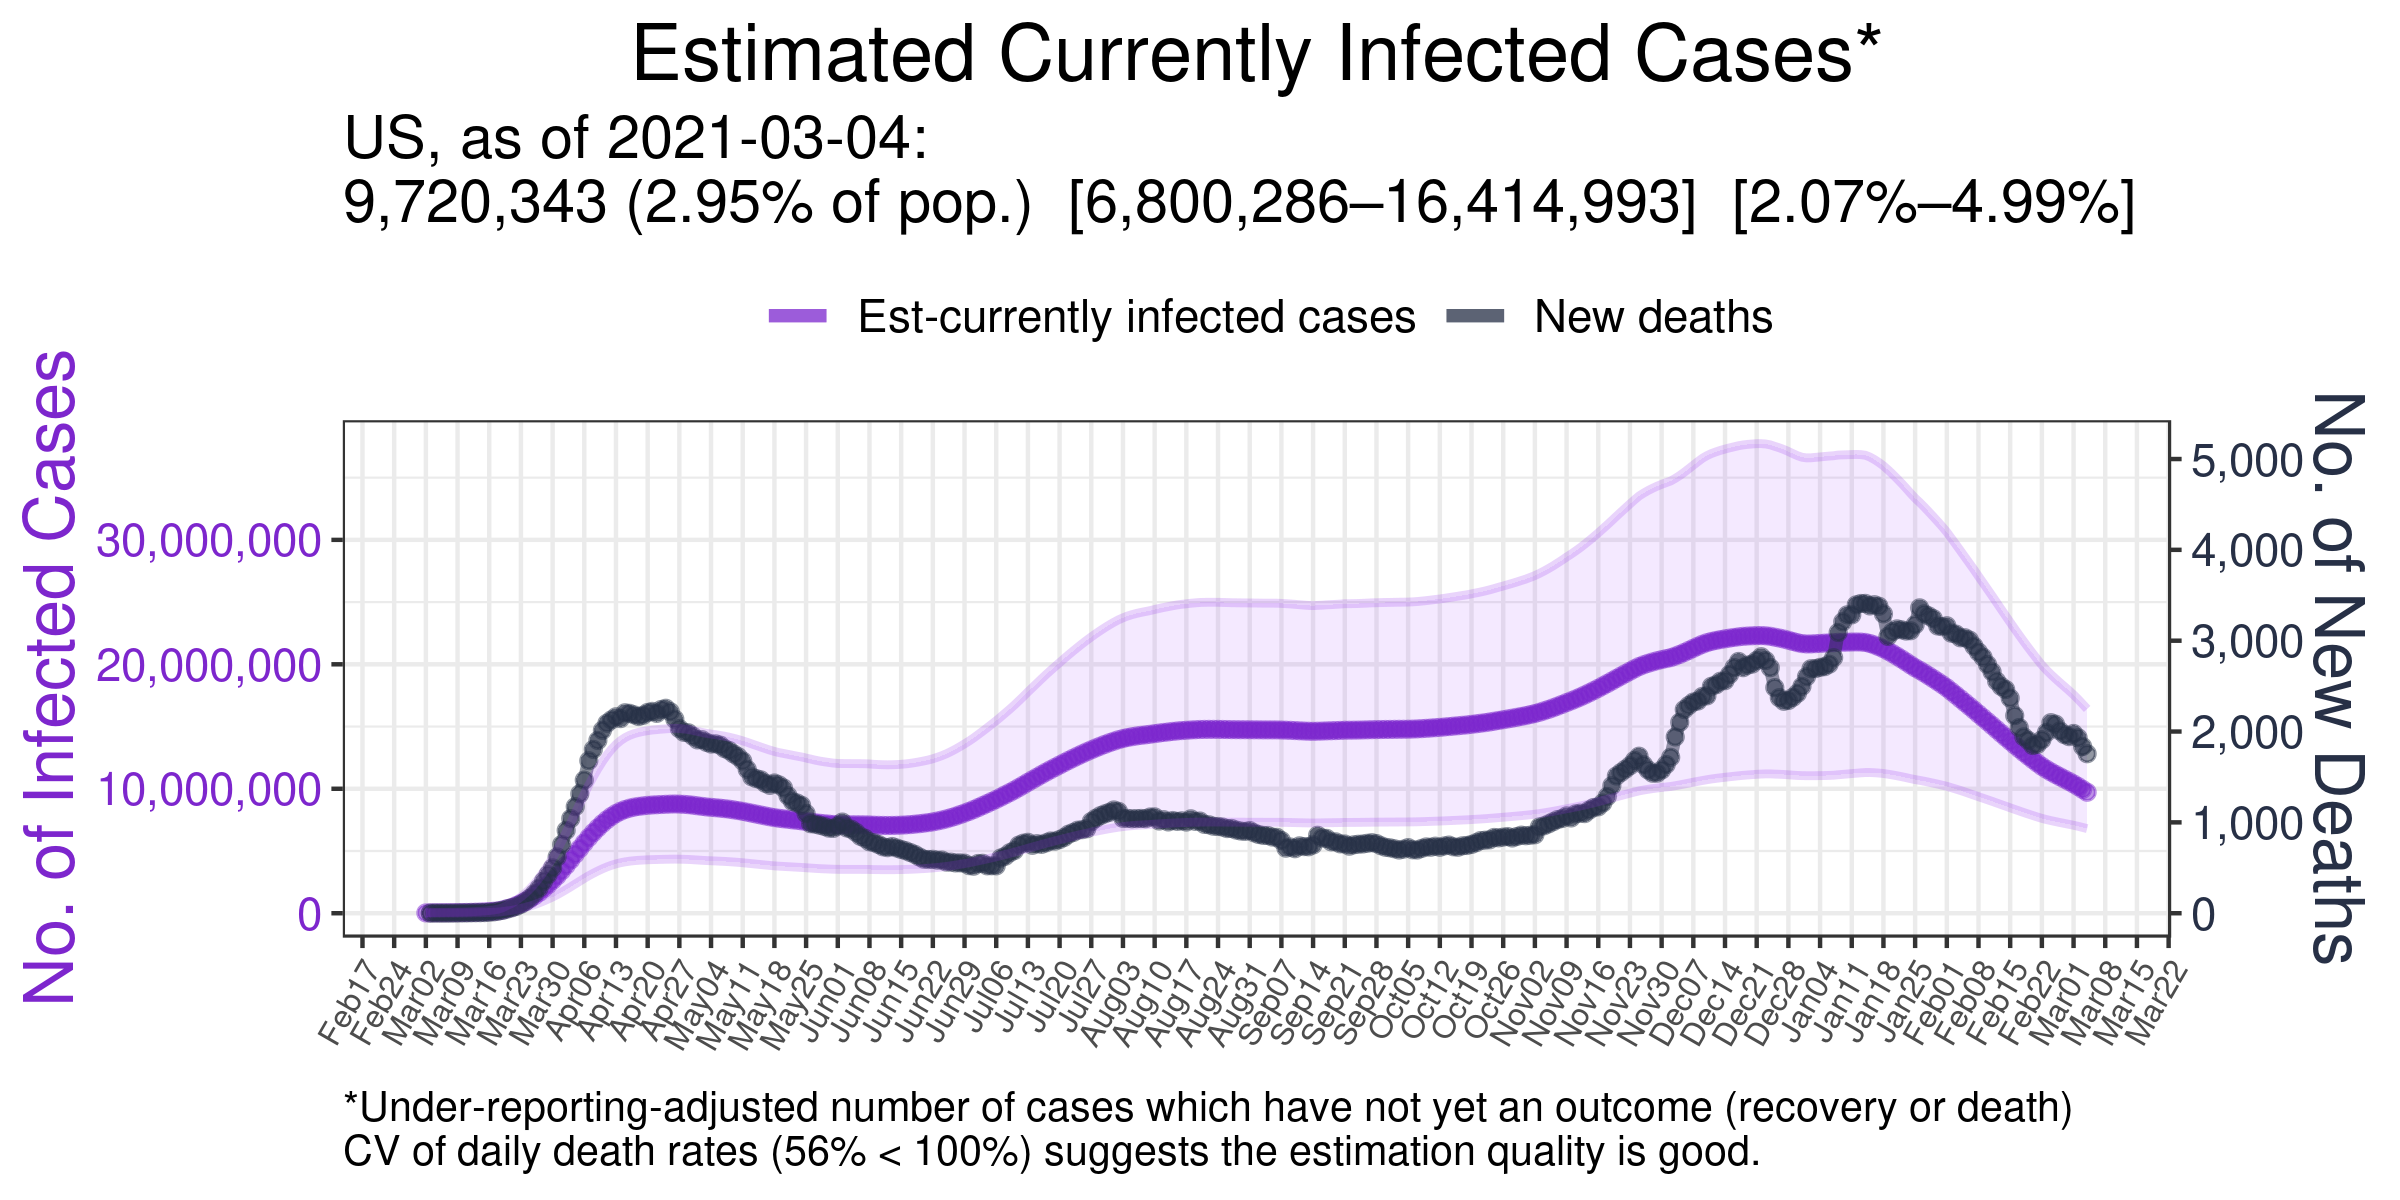 Estimated Currently Infected Cases*
US, as of 2021-03-04:
9,720,343 (2.95% of pop.) [6,800,286–16,414,993] [2.07%–4.99%]
Est-currently infected cases New deaths
No. of Infected Cases
30,000,000
20,000,000
10,000,000
0
5,000
4,000
3,000
2,000
1,000
0
No. of New Deaths
Feb17 Feb24 Mar02 Mar09 Mar16 Mar23 Mar30 Apr06 Apr13 Apr20 Apr27 May04 May11 May18 May25 Jun01 Jun08 Jun15 Jun22 Jun29 Jul06 Jul13 Jul20 Jul27 Aug03 Aug10 Aug17 Aug24 Aug31 Sep07 Sep14 Sep21 Sep28 Oct05 Oct12 Oct19 Oct26 Nov02 Nov09 Nov16 Nov23 Nov30 Dec07 Dec14 Dec21 Dec28 Jan04 Jan11 Jan18 Jan25 Feb01 Feb08 Feb15 Feb22 Mar01 Mar08 Mar15 Mar22
*Under-reporting-adjusted number of cases which have not yet an outcome (recovery or death)
CV of daily death rates (56% < 100%) suggests the estimation quality is good.